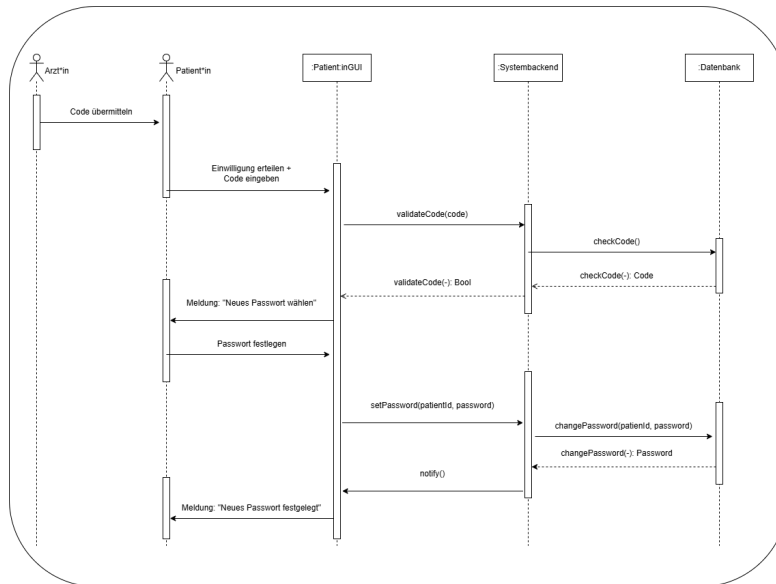 Arzt*in
Patient*in
:Patient:inGUI
:Systembackend
:Datenbank
Code übermitteln
Einwilligung erteilen +
Code eingeben
validateCode(code)
checkCode()
checkCode(-): Code
validateCode(-): Bool
Meldung: "Neues Passwort wählen"
Passwort festlegen
setPassword(patientId, password)
changePassword(patienId, password)
changePassword(-): Password
notify()
Meldung: "Neues Passwort festgelegt"